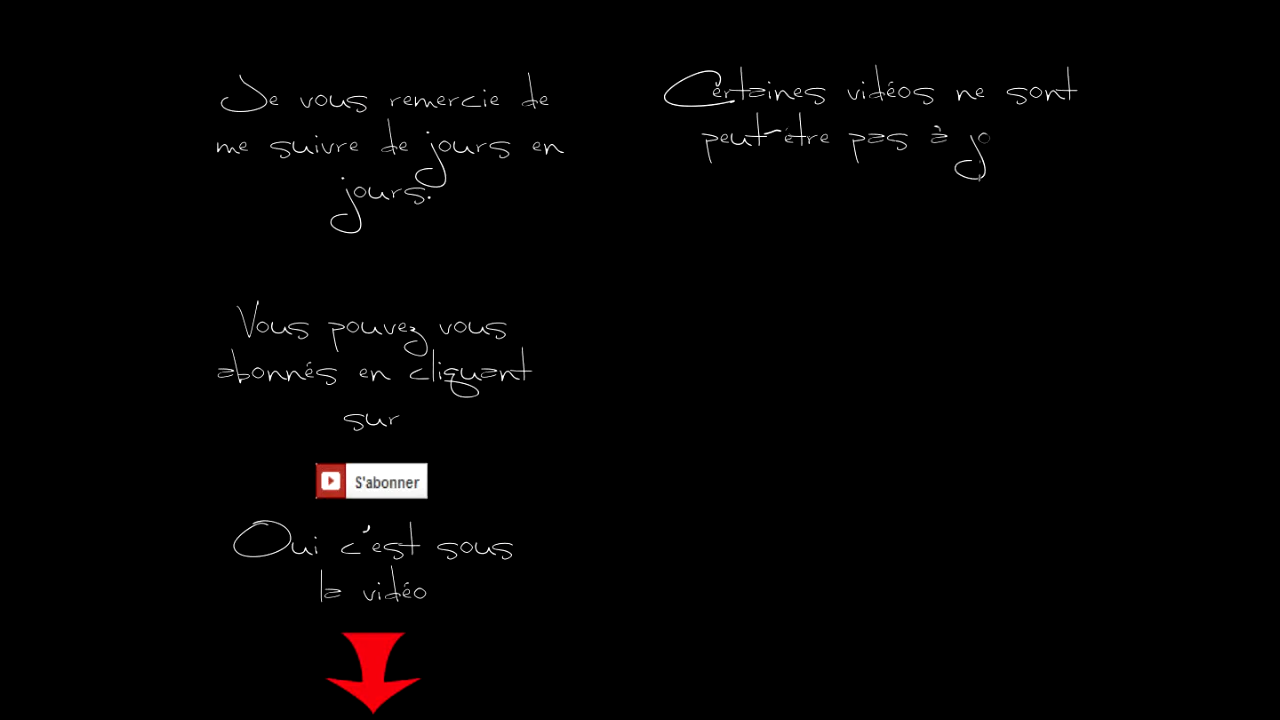 Je vous remercie de
me suivre de jours en
jours.
Vous pouvez vous
abonnés en cliquant
sur
S'abonner
Oui c'est sous
la vidéo
Certaines vidéos ne sont
peut-être pas à jo